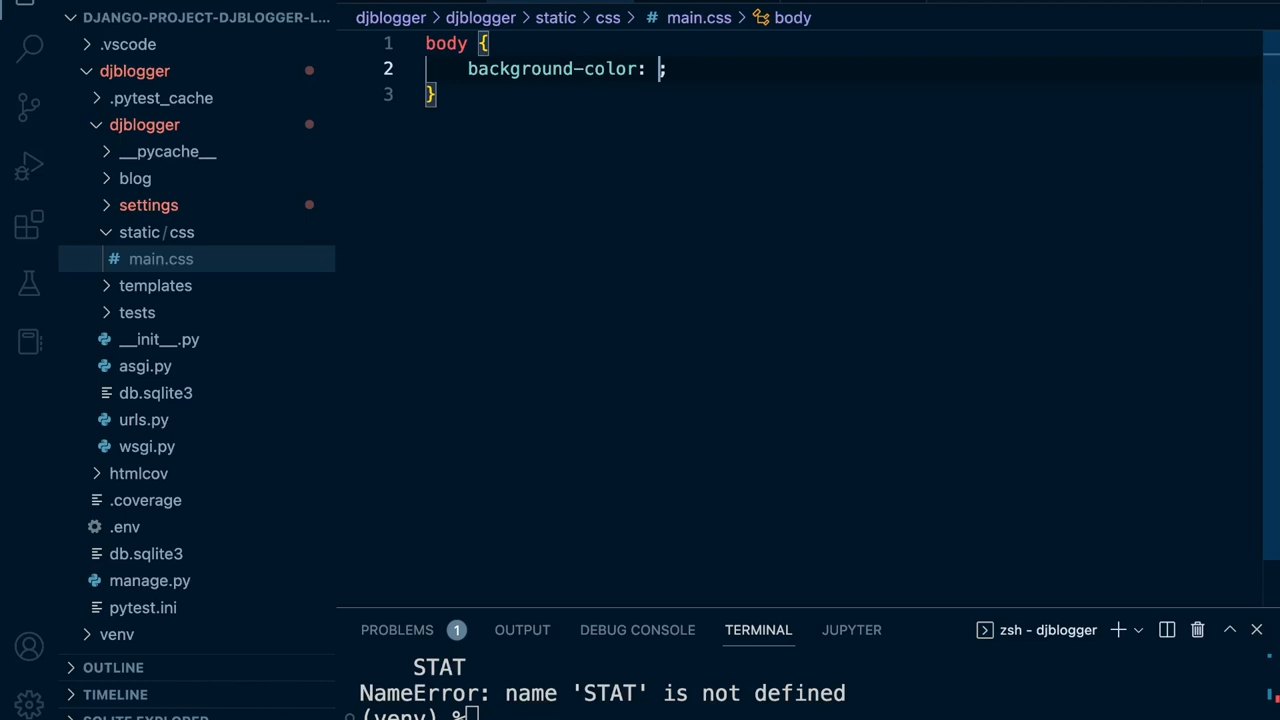 DJANGO-PROJECT-DJBLOGGER-L...
.vscode
djblogger
.pytest_cache
djblogger
__pycache__
blog
settings
static/css
# main.css
templates
tests
__init__.py
asgi.py
db.sqlite3
urls.py
wsgi.py
htmlcov
.coverage
.env
db.sqlite3
manage.py
pytest.ini
venv
OUTLINE
TIMELINE
SQLITE EXPLORER
djblogger > djblogger > static > css > # main.css > body
1 body {
2 background-color: ;
3 }
PROBLEMS 1 OUTPUT DEBUG CONSOLE TERMINAL JUPYTER zsh - djblogger
STAT
NameError: name 'STAT' is not defined
(venv) %